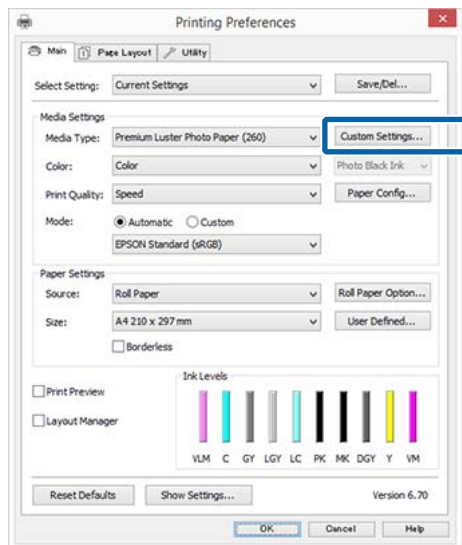 Printing Preferences
Main Page Layout Utility
Select Setting: Current Settings Save/Del...
Media Settings
Media Type: Premium Luster Photo Paper (260) Custom Settings...
Color: Color Photo Black Ink
Print Quality: Speed Paper Config...
Mode: Automatic Custom
EPSON Standard (sRGB)
Paper Settings
Source: Roll Paper Roll Paper Option...
Size: A4 210 x 297 mm User Defined...
Borderless
Ink Levels
Print Preview
Layout Manager
VLM C GY LGY LC PK MK DGY Y VM
Reset Defaults Show Settings... Version 6.70
OK Cancel Help